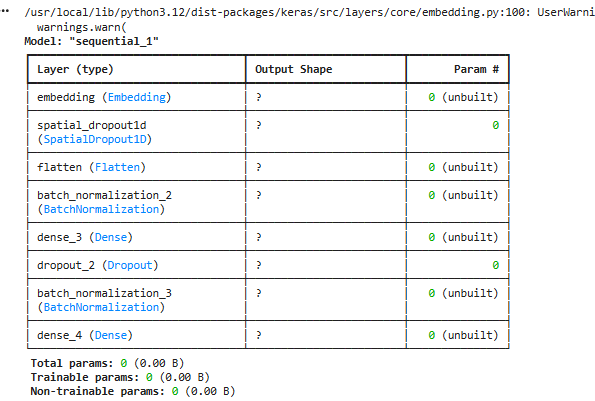 /usr/local/lib/python3.12/dist-packages/keras/src/layers/core/embedding.py:100: UserWarni
warnings.warn(
Model: "sequential_1"
Layer (type) Output Shape Param #
embedding (Embedding) ? 0 (unbuilt)
spatial_dropout1d ? 0
(SpatialDropout1D)
flatten (Flatten) ? 0 (unbuilt)
batch_normalization_2 ? 0 (unbuilt)
(BatchNormalization)
dense_3 (Dense) ? 0 (unbuilt)
dropout_2 (Dropout) ? 0
batch_normalization_3 ? 0 (unbuilt)
(BatchNormalization)
dense_4 (Dense) ? 0 (unbuilt)
Total params: 0 (0.00 B)
Trainable params: 0 (0.00 B)
Non-trainable params: 0 (0.00 B)